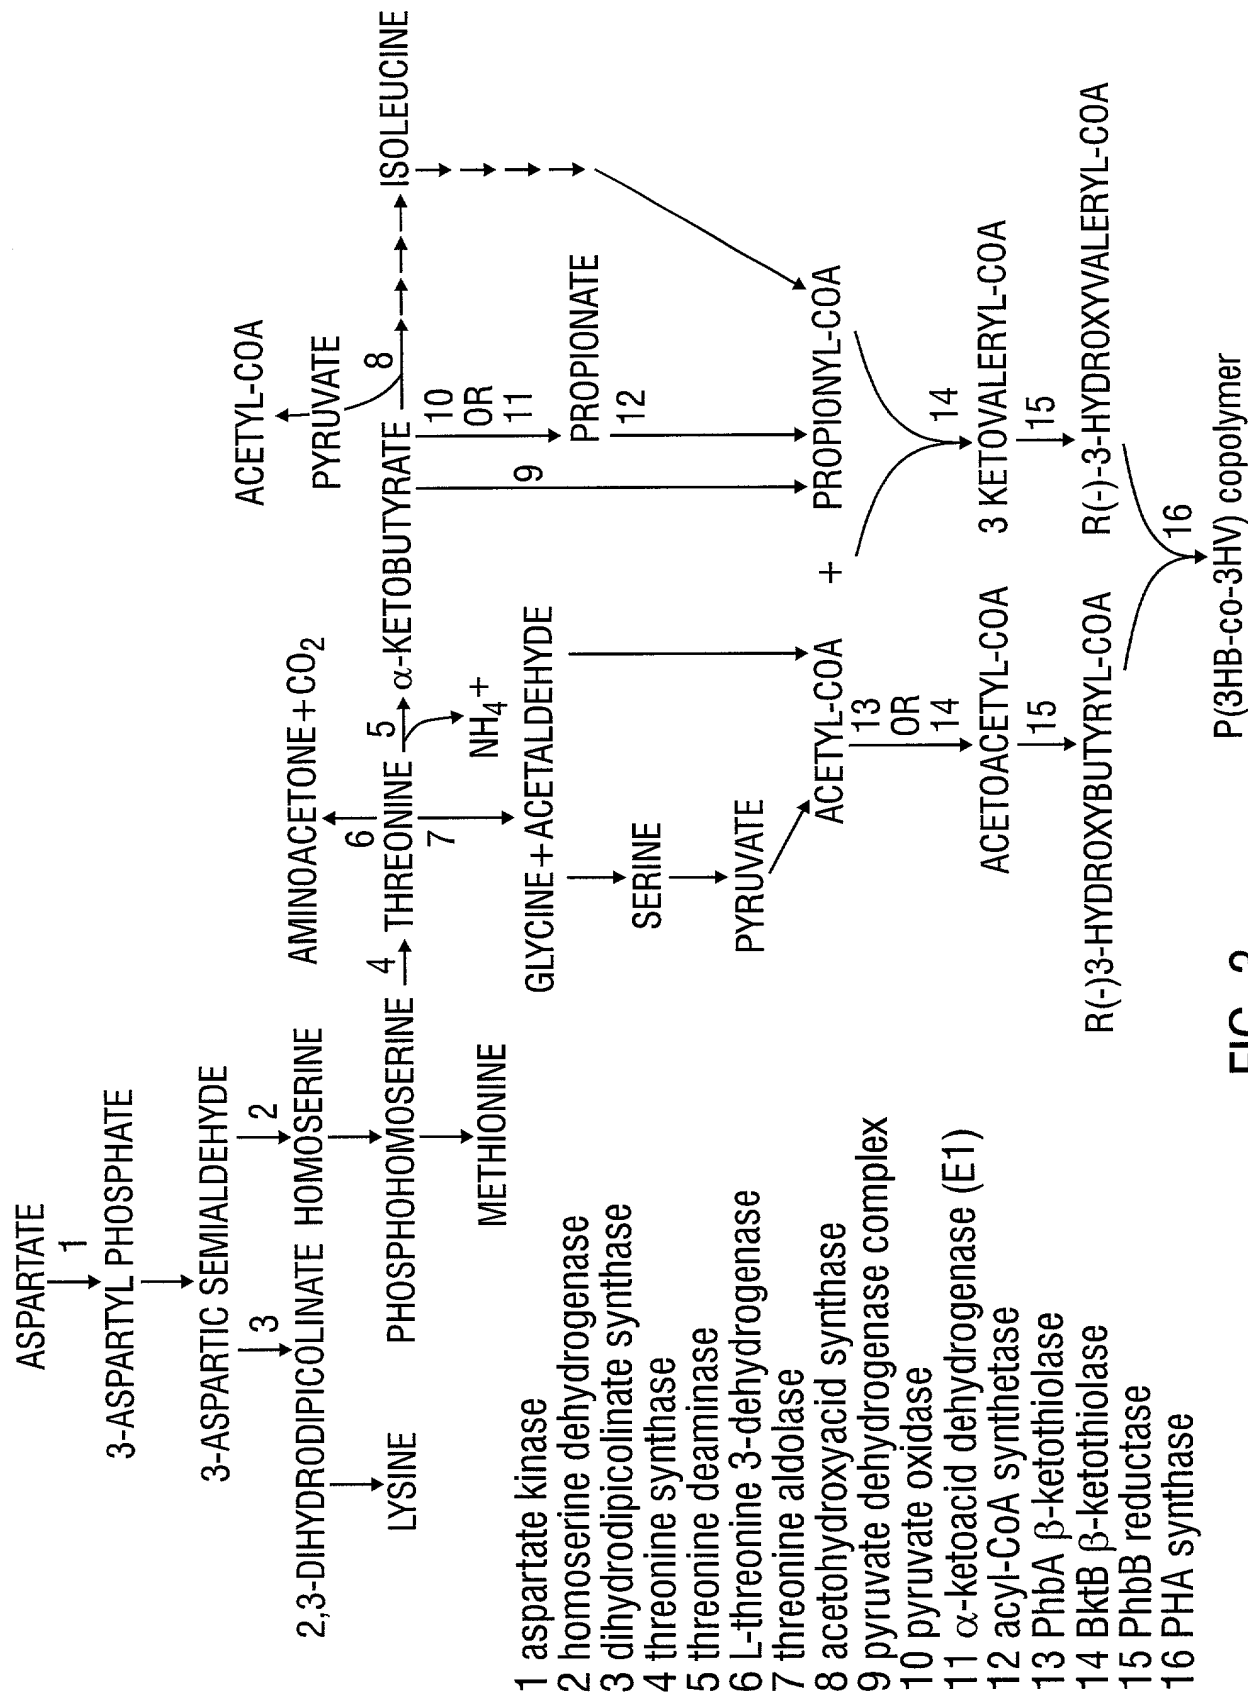 ASPARTATE
1
3-ASPARTYL PHOSPHATE
3-ASPARTIC SEMIALDEHYDE
3
2
2,3-DIHYDRODIPICOLINATE
HOMOSERINE
LYSINE
PHOSPHOHOMOSERINE
METHIONINE
4
THREONINE
6
AMINOACETONE+CO2
7
5
NH4+
α-KETOBUTYRATE
ACETYL-COA
PYRUVATE
8
ISOLEUCINE
GLYCINE+ACETALDEHYDE
SERINE
PYRUVATE
9
10
OR
11
PROPIONATE
12
ACETYL-COA
+
PROPIONYL-COA
13
OR
14
14
ACETOACETYL-COA
3 KETOVALERYL-COA
15
15
R(-)3-HYDROXYBUTYRYL-COA
R(-)-3-HYDROXYVALERYL-COA
16
P(3HB-co-3HV) copolymer
1 aspartate kinase
2 homoserine dehydrogenase
3 dihydrodipicolinate synthase
4 threonine synthase
5 threonine deaminase
6 L-threonine 3-dehydrogenase
7 threonine aldolase
8 acetohydroxyacid synthase
9 pyruvate dehydrogenase complex
10 pyruvate oxidase
11 α-ketoacid dehydrogenase (E1)
12 acyl-CoA synthetase
13 PhbA β-ketothiolase
14 BktB β-ketothiolase
15 PhbB reductase
16 PHA synthase